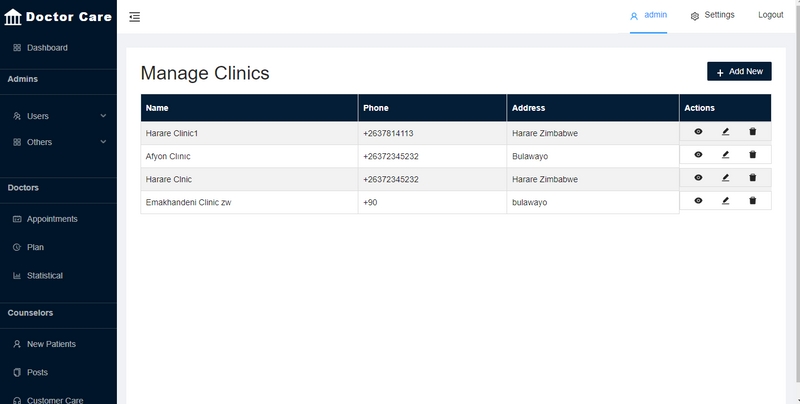 Doctor Care
admin Settings Logout
Dashboard
Admins
Users
Others
Doctors
Appointments
Plan
Statistical
Counselors
New Patients
Posts
Customer Care
Manage Clinics
Add New
Name Phone Address Actions
Harare Clinic1 +2637814113 Harare Zimbabwe
Afyon Clinic +26372345232 Bulawayo
Harare Clnic +26372345232 Harare Zimbabwe
Emakhandeni Clinic zw +90 bulawayo